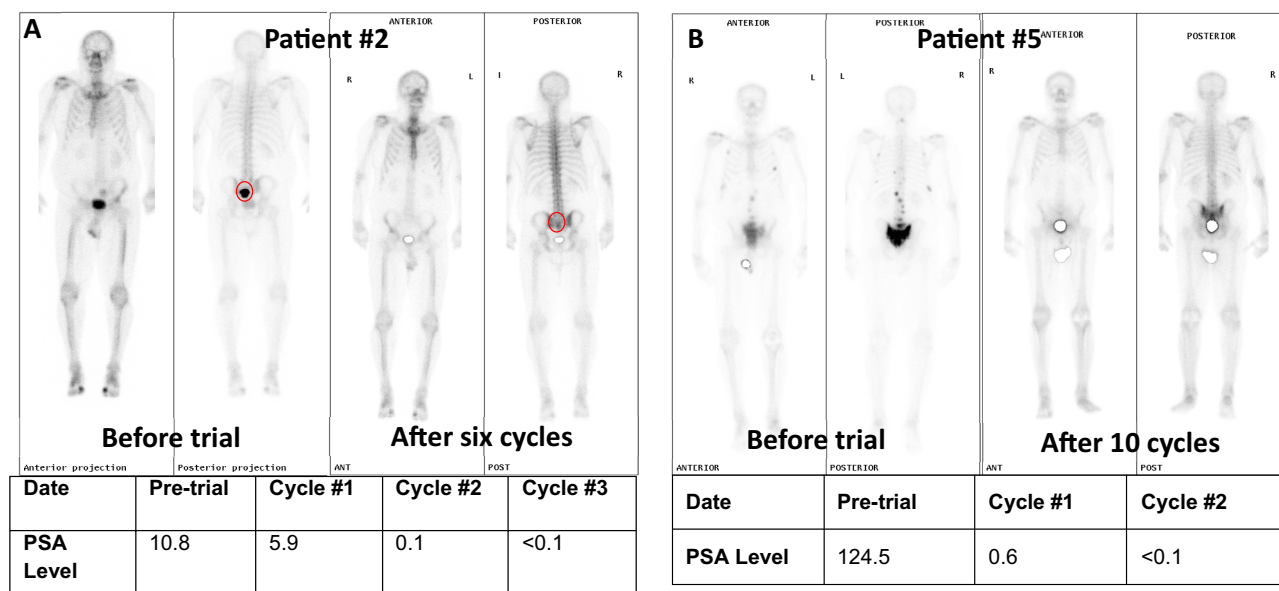 A
Patient #2
ANTERIOR
POSTERIOR
R
L
I
R
Before trial
After six cycles
Anterior projection
Posterior projection
ANT
POST
Date Pre-trial Cycle #1 Cycle #2 Cycle #3
PSA Level 10.8 5.9 0.1 <0.1
B
Patient #5
ANTERIOR
POSTERIOR
ANTERIOR
POSTERIOR
R
L
L
R
R
R
Before trial
After 10 cycles
ANTERIOR
POSTERIOR
ANT
POST
Date Pre-trial Cycle #1 Cycle #2
PSA Level 124.5 0.6 <0.1